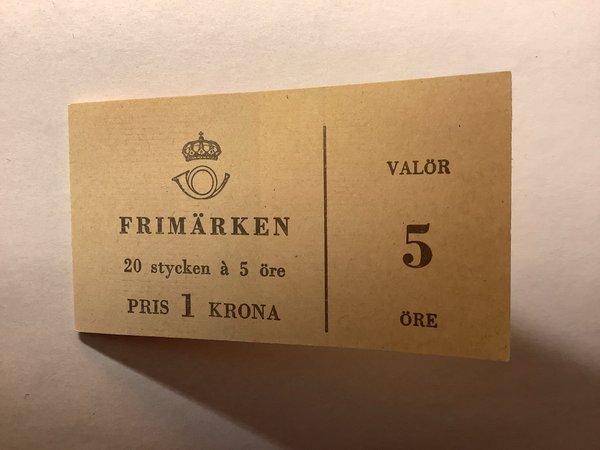 FRIMÄRKEN
20 stycken à 5 öre
PRIS 1 KRONA
VALÖR
5
ÖRE